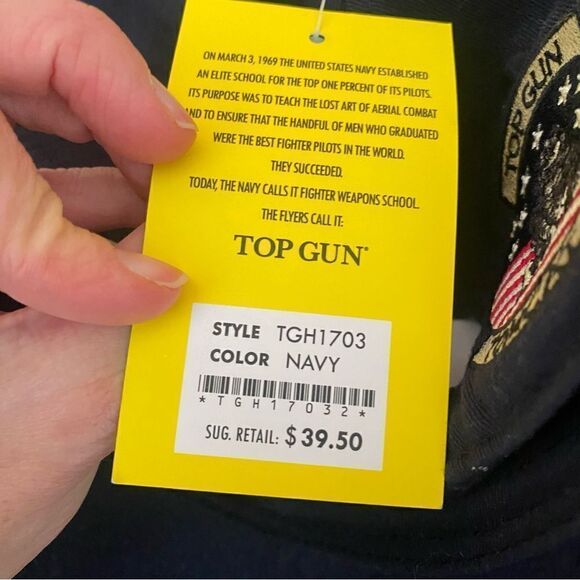 ON MARCH 3, 1969 THE UNITED STATES NAVY ESTABLISHED
AN ELITE SCHOOL FOR THE TOP ONE PERCENT OF ITS PILOTS.
ITS PURPOSE WAS TO TEACH THE LOST ART OF AERIAL COMBAT
AND TO ENSURE THAT THE HANDFUL OF MEN WHO GRADUATED
WERE THE BEST FIGHTER PILOTS IN THE WORLD.
THEY SUCCEEDED.
TODAY, THE NAVY CALLS IT FIGHTER WEAPONS SCHOOL.
THE FLYERS CALL IT:
TOP GUN®
STYLE TGH1703
COLOR NAVY
*TGH17032*
SUG. RETAIL: $39.50
TOP GUN